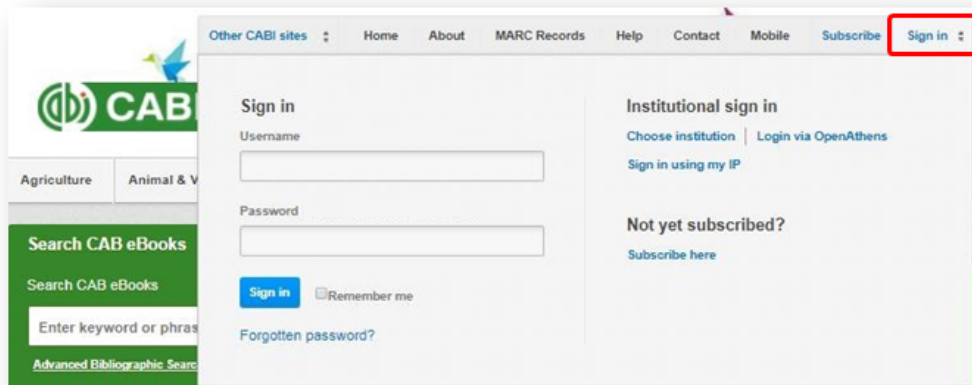 Other CABI sites Home About MARC Records Help Contact Mobile Subscribe Sign in
CAB
Agriculture Animal & V
Search CAB eBooks
Search CAB eBooks
Enter keyword or phras
Advanced Bibliographic Searc
Sign in
Username
Password
Sign in Remember me
Forgotten password?
Institutional sign in
Choose institution | Login via OpenAthens
Sign in using my IP
Not yet subscribed?
Subscribe here